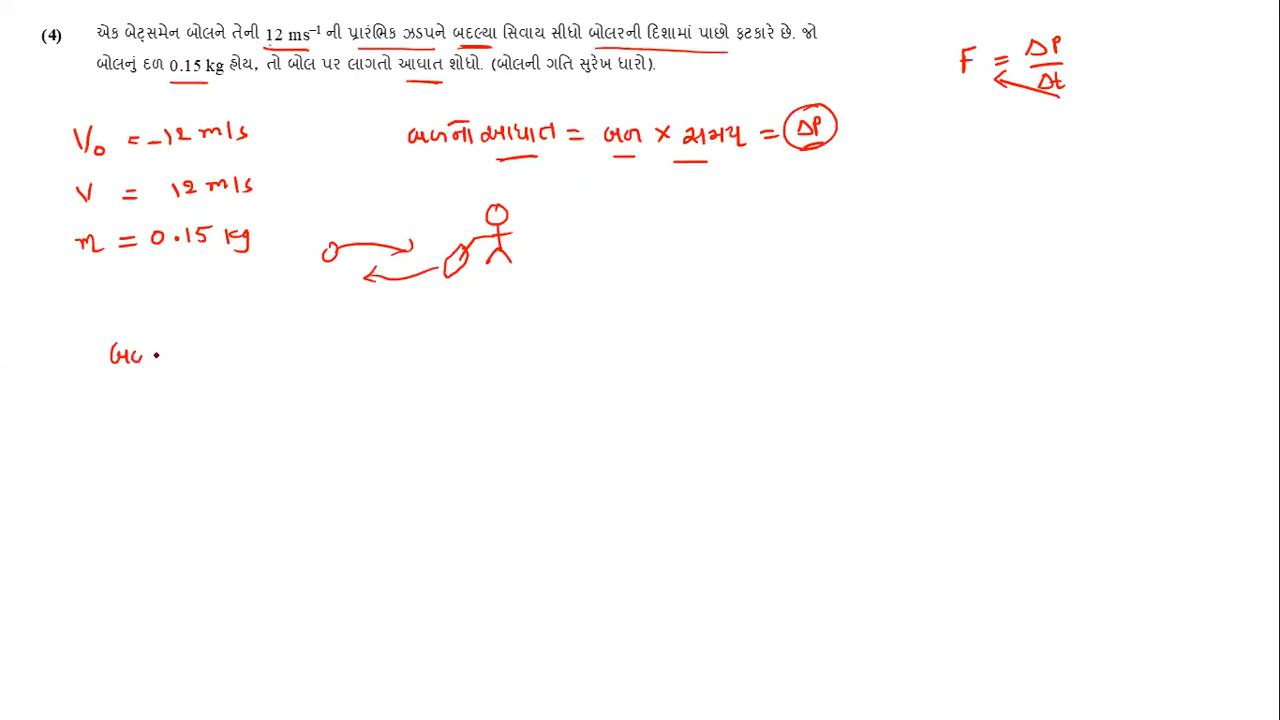 (4) એક બેટ્સમેન બોલને તેની 12 ms⁻¹ ની પ્રારંભિક ઝડપને બદલ્યા સિવાય સીધો બોલરની દિશામાં પાછો ફટકારે છે. જો
બોલનું દળ 0.15 kg હોય, તો બોલ પર લાગતો આઘાત શોધો. (બોલની ગતિ સુરેખ ધારો).
F = ΔP / Δt
V₀ = -12 m/s
બળનો આઘાત = બળ × સમય = ΔP
V = 12 m/s
m = 0.15 kg
બળ